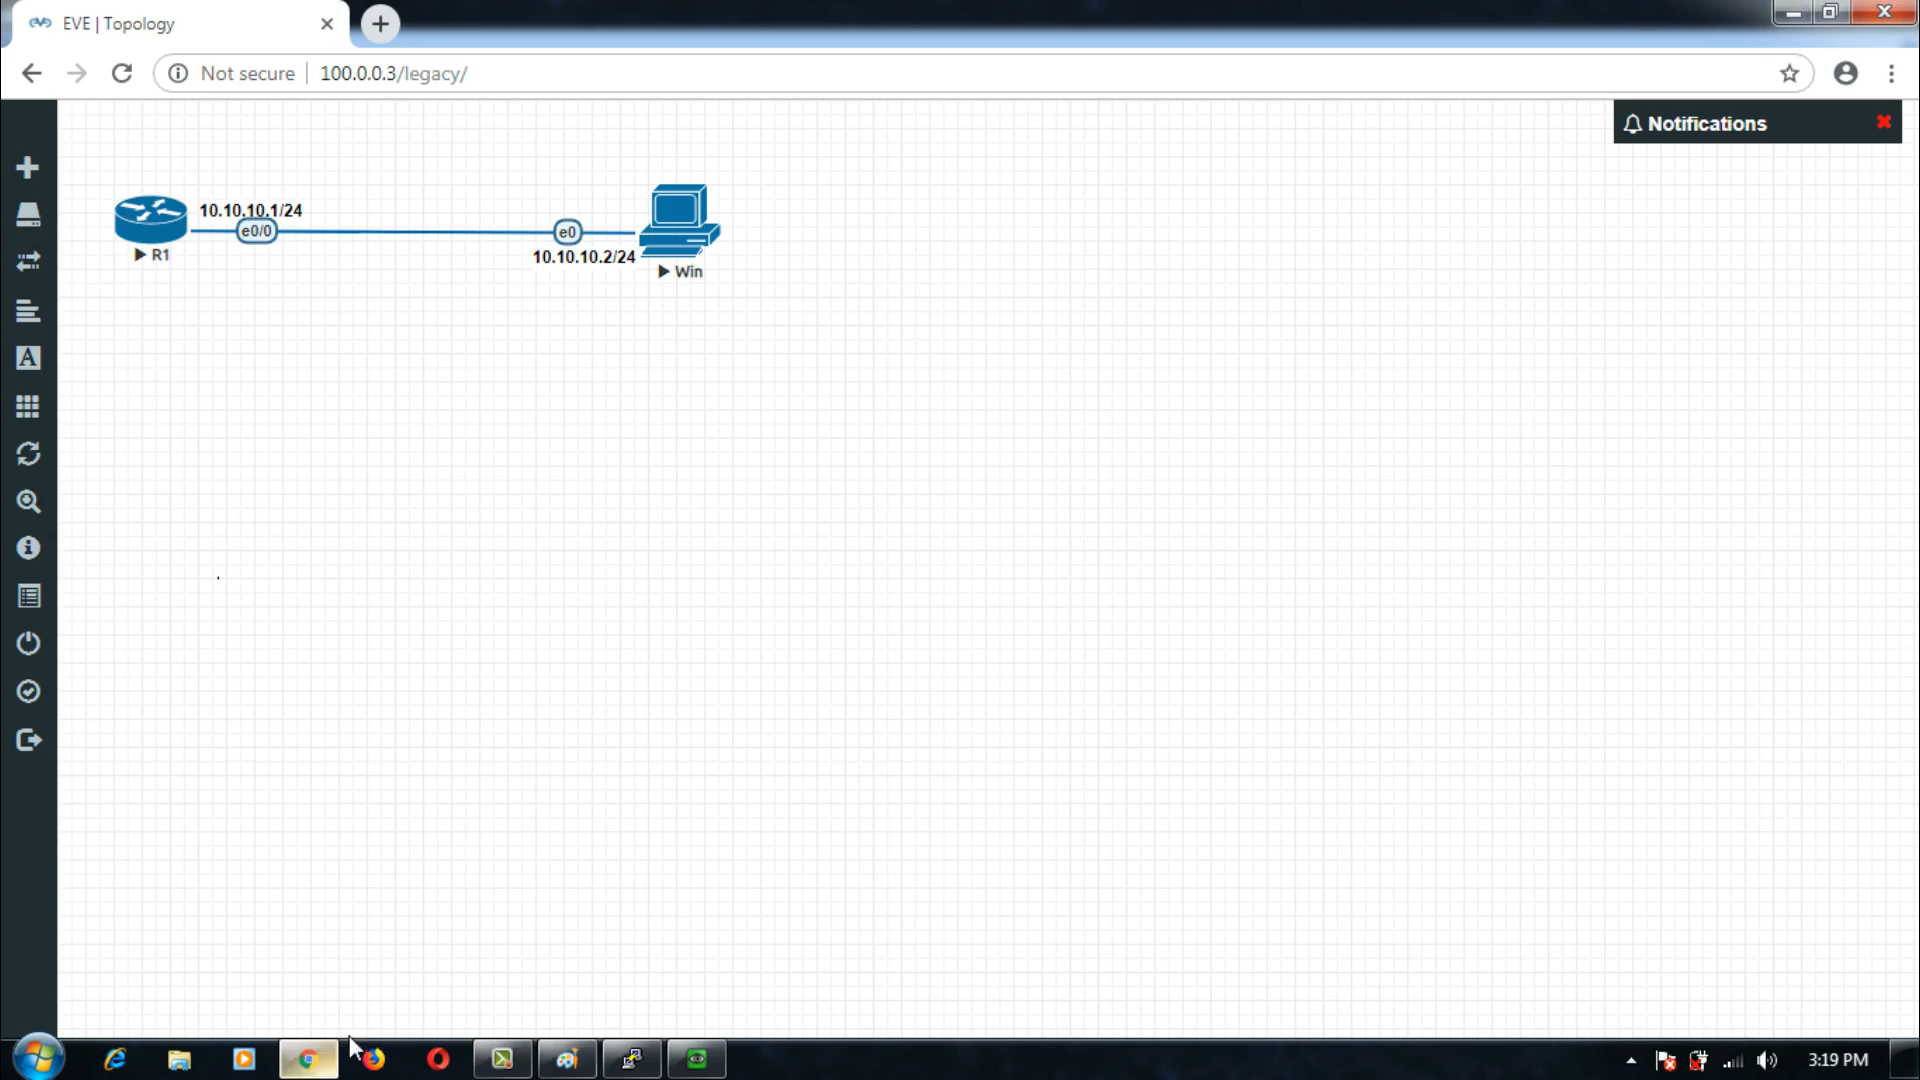 EVE | Topology
Not secure
100.0.0.3/legacy/
Notifications
10.10.10.1/24
e0/0
e0
R1
10.10.10.2/24
Win
3:19 PM